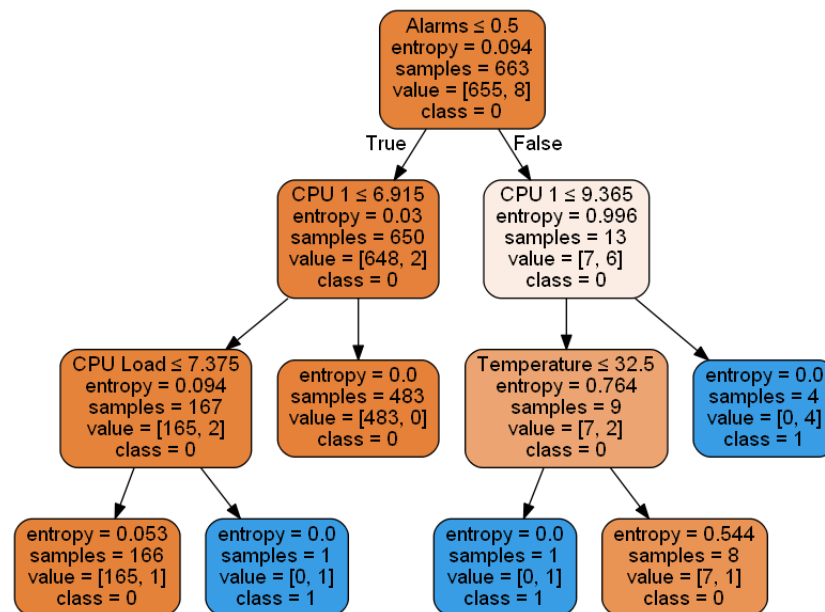 Alarms ≤ 0.5
entropy = 0.094
samples = 663
value = [655, 8]
class = 0
True
False
CPU 1 ≤ 6.915
entropy = 0.03
samples = 650
value = [648, 2]
class = 0
CPU 1 ≤ 9.365
entropy = 0.996
samples = 13
value = [7, 6]
class = 0
CPU Load ≤ 7.375
entropy = 0.094
samples = 167
value = [165, 2]
class = 0
entropy = 0.0
samples = 483
value = [483, 0]
class = 0
Temperature ≤ 32.5
entropy = 0.764
samples = 9
value = [7, 2]
class = 0
entropy = 0.0
samples = 4
value = [0, 4]
class = 1
entropy = 0.053
samples = 166
value = [165, 1]
class = 0
entropy = 0.0
samples = 1
value = [0, 1]
class = 1
entropy = 0.0
samples = 1
value = [0, 1]
class = 1
entropy = 0.544
samples = 8
value = [7, 1]
class = 0